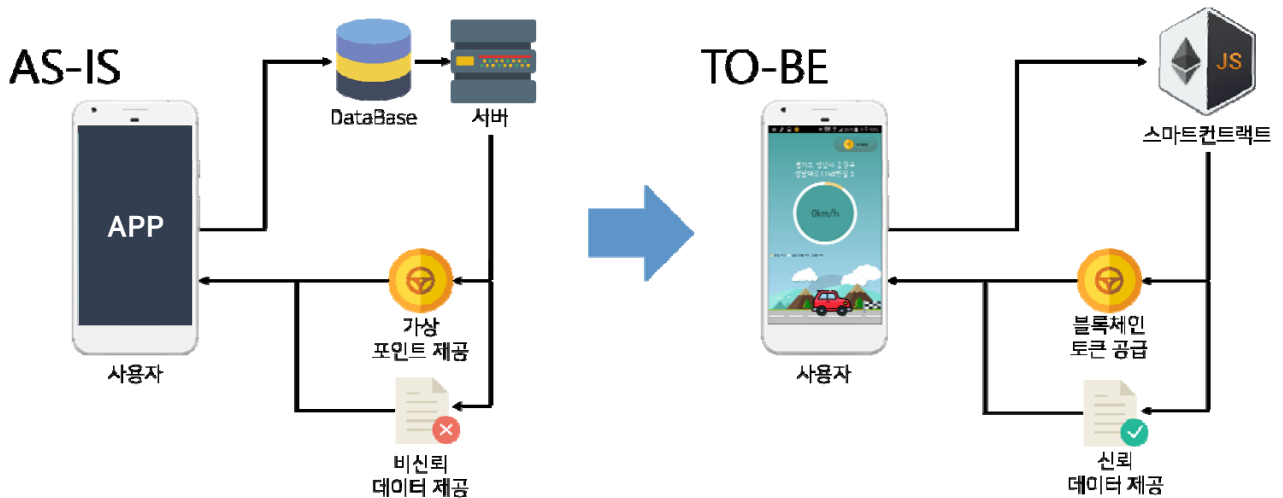 AS-IS
DataBase
서버
APP
가상
포인트 제공
사용자
비신뢰
데이터 제공
TO-BE
JS
스마트컨트랙트
0km/h
블록체인
토큰 공급
사용자
신뢰
데이터 제공